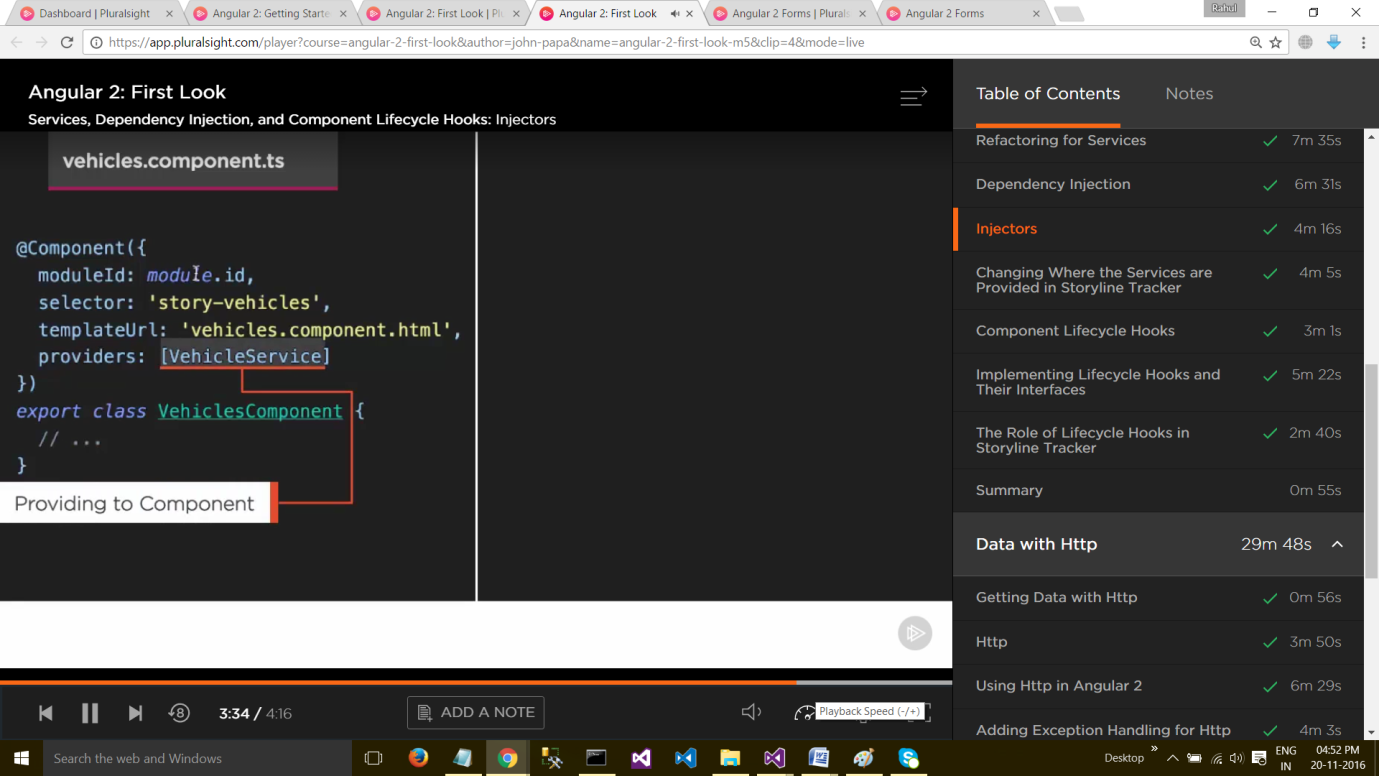 Dashboard | Pluralsight
Angular 2: Getting Starte
Angular 2: First Look | Pl
Angular 2: First Look
Angular 2 Forms | Plurals
Angular 2 Forms
Rahul
https://app.pluralsight.com/player?course=angular-2-first-look&author=john-papa&name=angular-2-first-look-m5&clip=4&mode=live
Angular 2: First Look
Services, Dependency Injection, and Component Lifecycle Hooks: Injectors
vehicles.component.ts
@Component({
moduleId: module.id,
selector: 'story-vehicles',
templateUrl: 'vehicles.component.html',
providers: [VehicleService]
})
export class VehiclesComponent {
// ...
}
Providing to Component
8
3:34 / 4:16
ADD A NOTE
Playback Speed (-/+)
Table of Contents
Notes
Refactoring for Services 7m 35s
Dependency Injection 6m 31s
Injectors 4m 16s
Changing Where the Services are
Provided in Storyline Tracker 4m 5s
Component Lifecycle Hooks 3m 1s
Implementing Lifecycle Hooks and
Their Interfaces 5m 22s
The Role of Lifecycle Hooks in
Storyline Tracker 2m 40s
Summary 0m 55s
Data with Http 29m 48s
Getting Data with Http 0m 56s
Http 3m 50s
Using Http in Angular 2 6m 29s
Adding Exception Handling for Http 4m 3s
Search the web and Windows
Desktop
ENG
IN
04:52 PM
20-11-2016